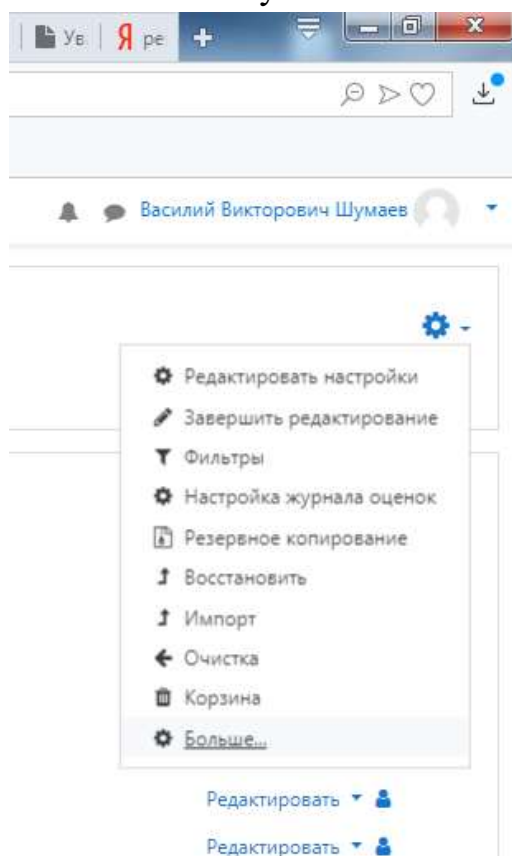 Ув Я ре
Василий Викторович Шумаев
Редактировать настройки
Завершить редактирование
Фильтры
Настройка журнала оценок
Резервное копирование
Восстановить
Импорт
Очистка
Корзина
Больше...
Редактировать
Редактировать